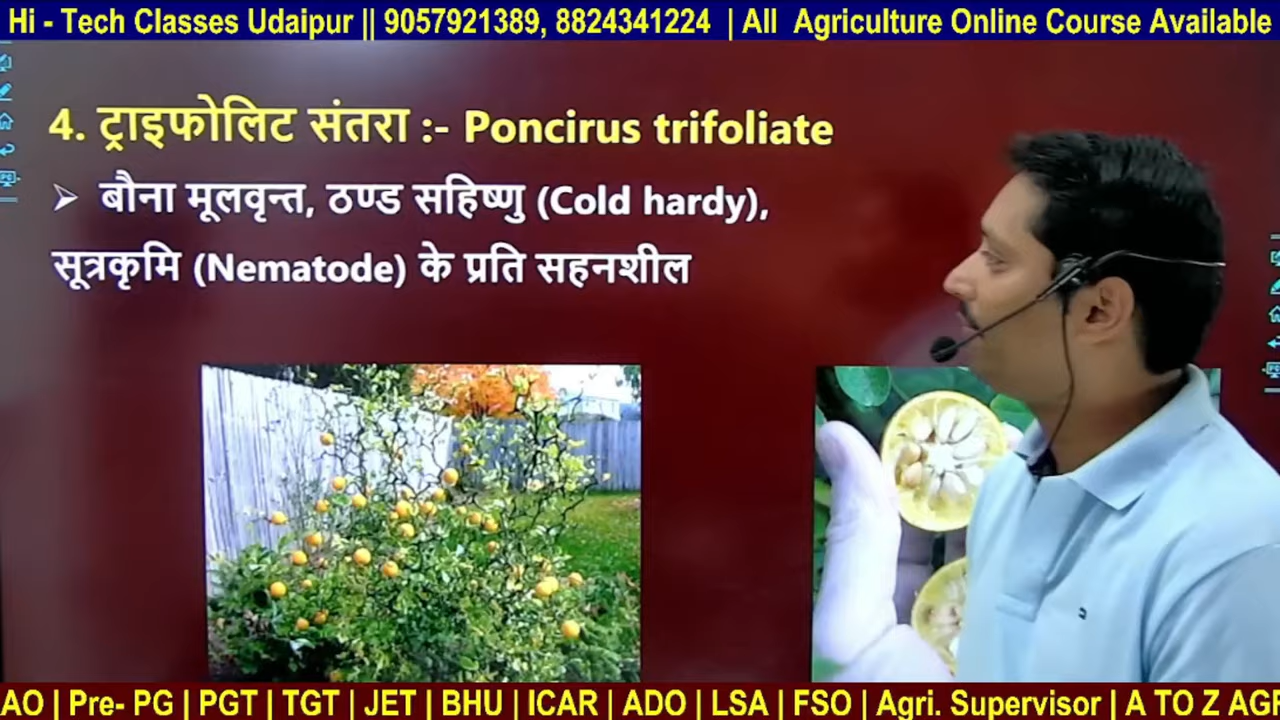 Hi - Tech Classes Udaipur || 9057921389, 8824341224 | All Agriculture Online Course Available
4. ट्राइफोलिट संतरा :- Poncirus trifoliate
➢ बौना मूलवृन्त, ठण्ड सहिष्णु (Cold hardy),
सूत्रकृमि (Nematode) के प्रति सहनशील
AO | Pre- PG | PGT | TGT | JET | BHU | ICAR | ADO | LSA | FSO | Agri. Supervisor | A TO Z